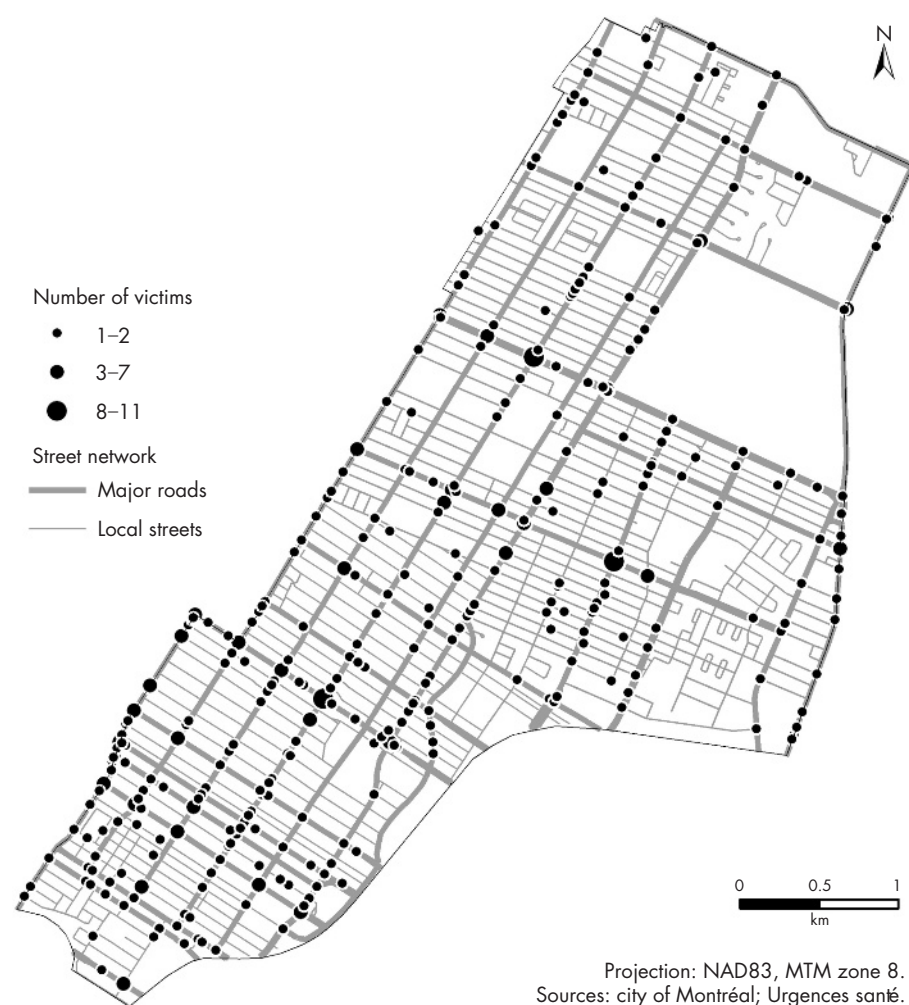 N
Number of victims
1–2
3–7
8–11
Street network
Major roads
Local streets
0 0.5 1
km
Projection: NAD83, MTM zone 8.
Sources: city of Montréal; Urgences santé.